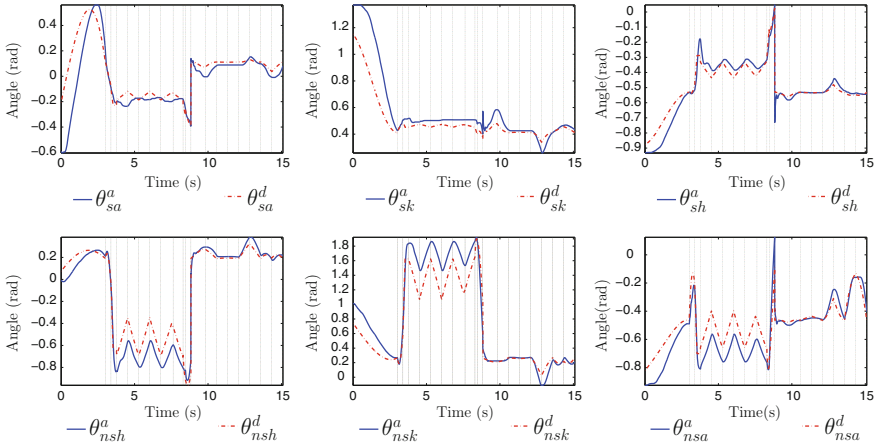 Angle (rad)
0.4
0.2
0
−0.2
−0.4
−0.6
0
5
10
15
Time (s)
θ^a_sa
θ^d_sa
Angle (rad)
1.2
1
0.8
0.6
0.4
0
5
10
15
Time (s)
θ^a_sk
θ^d_sk
Angle (rad)
0
−0.1
−0.2
−0.3
−0.4
−0.5
−0.6
−0.7
−0.8
−0.9
0
5
10
15
Time (s)
θ^a_sh
θ^d_sh
Angle (rad)
0.2
0
−0.2
−0.4
−0.6
−0.8
0
5
10
15
Time (s)
θ^a_nsh
θ^d_nsh
Angle (rad)
1.8
1.6
1.4
1.2
1
0.8
0.6
0.4
0.2
0
0
5
10
15
Time (s)
θ^a_nsk
θ^d_nsk
Angle(rad)
0
−0.2
−0.4
−0.6
−0.8
0
5
10
15
Time(s)
θ^a_nsa
θ^d_nsa